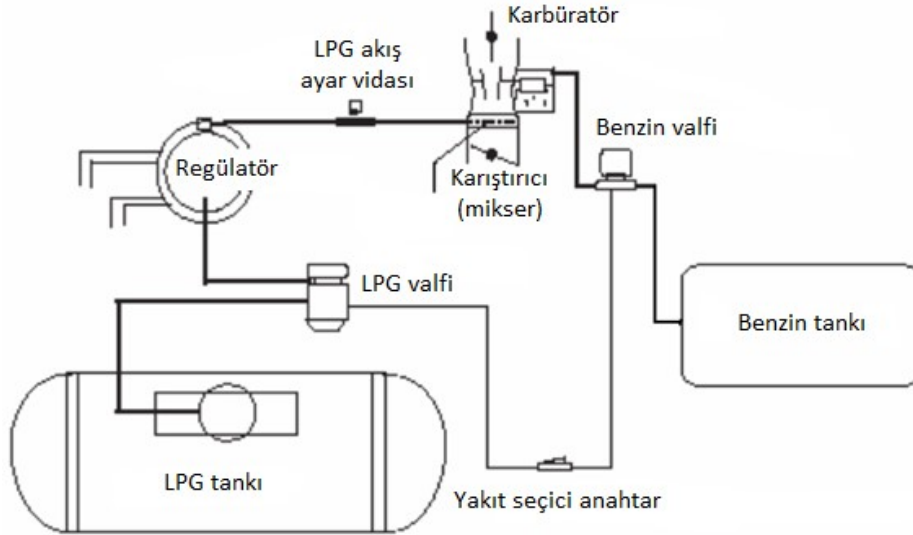 Karbüratör
LPG akış
ayar vidası
Benzin valfi
Regülatör
Karıştırıcı
(mikser)
LPG valfi
Benzin tankı
LPG tankı
Yakıt seçici anahtar